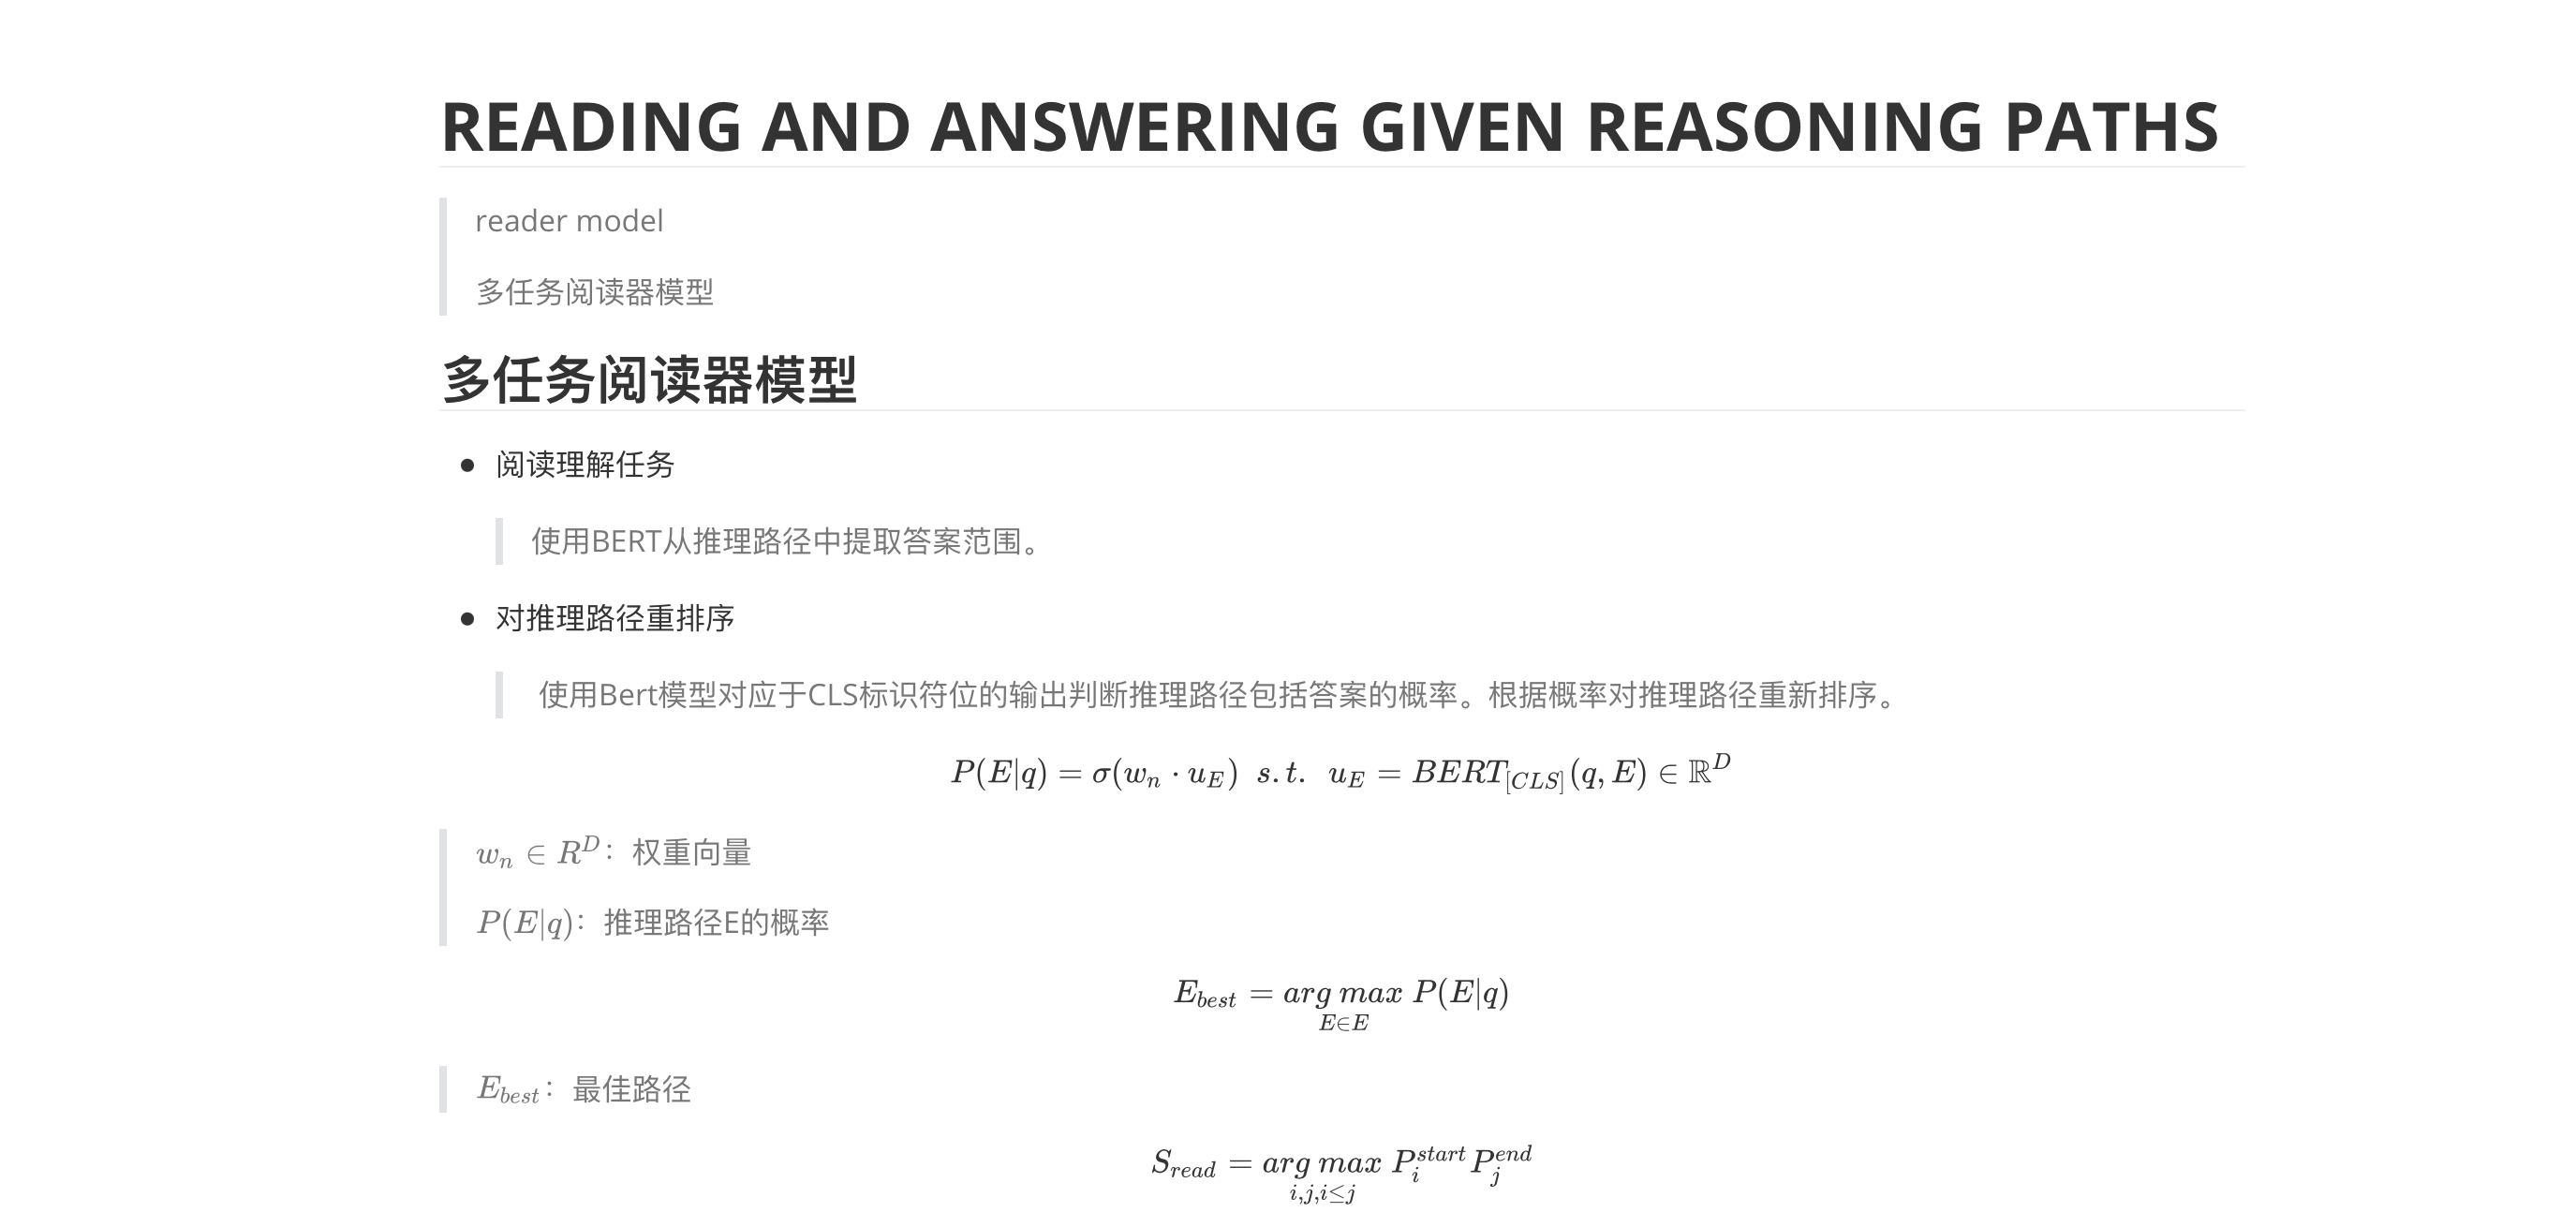 READING AND ANSWERING GIVEN REASONING PATHS
reader model
多任务阅读器模型
多任务阅读器模型
阅读理解任务
使用BERT从推理路径中提取答案范围。
对推理路径重排序
使用Bert模型对应于CLS标识符位的输出判断推理路径包括答案的概率。根据概率对推理路径重新排序。
$P(E|q) = \sigma(w_n \cdot u_E) \ \ s.t. \ \ u_E = BERT_{[CLS]}(q, E) \in \mathbb{R}^D$
$w_n \in R^D$：权重向量
$P(E|q)$：推理路径E的概率
$E_{best} = \underset{E \in E}{arg\ max}\ P(E|q)$
$E_{best}$：最佳路径
$S_{read} = \underset{i,j,i \leq j}{arg\ max}\ P_i^{start} P_j^{end}$